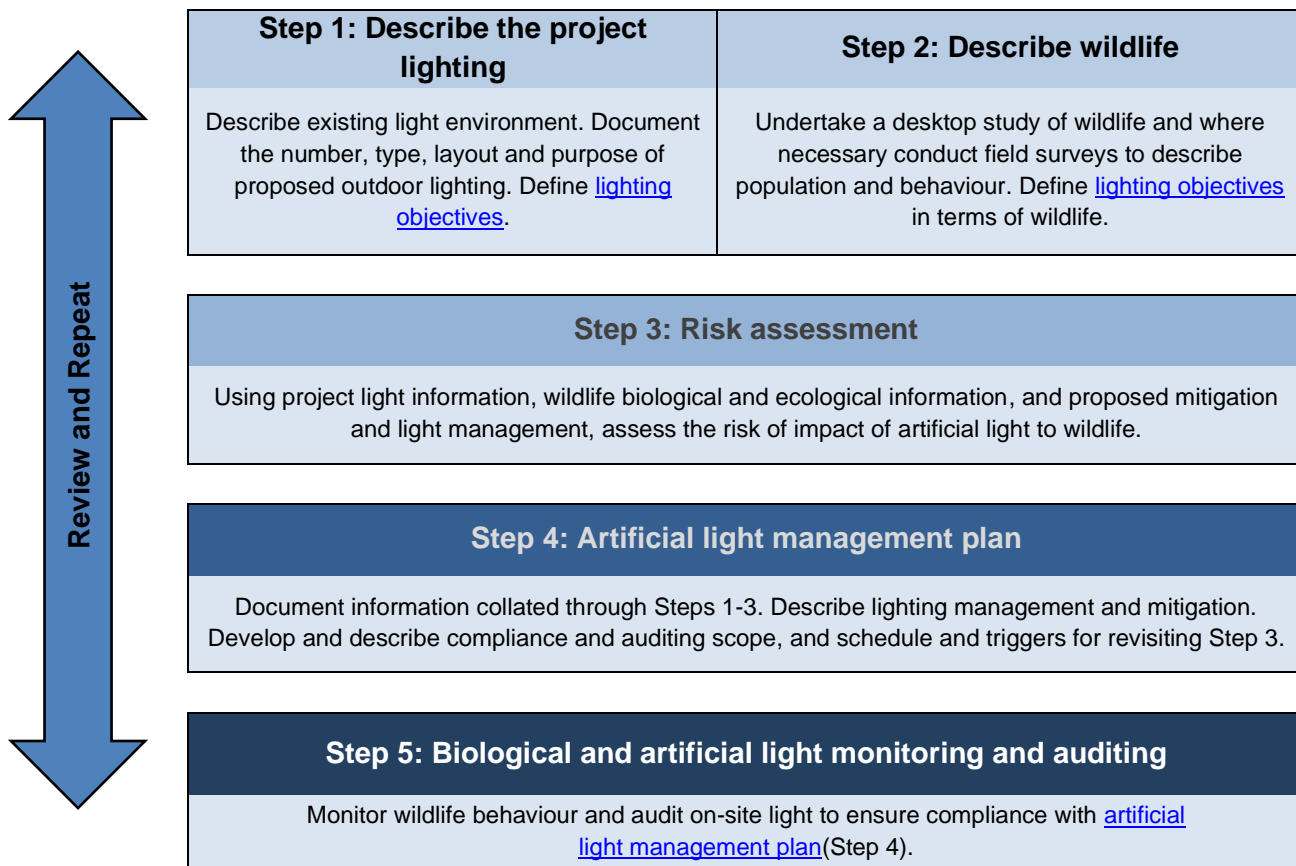 Review and Repeat
Step 1: Describe the project
lighting
Describe existing light environment. Document
the number, type, layout and purpose of
proposed outdoor lighting. Define lighting
objectives.
Step 2: Describe wildlife
Undertake a desktop study of wildlife and where
necessary conduct field surveys to describe
population and behaviour. Define lighting objectives
in terms of wildlife.
Step 3: Risk assessment
Using project light information, wildlife biological and ecological information, and proposed mitigation
and light management, assess the risk of impact of artificial light to wildlife.
Step 4: Artificial light management plan
Document information collated through Steps 1-3. Describe lighting management and mitigation.
Develop and describe compliance and auditing scope, and schedule and triggers for revisiting Step 3.
Step 5: Biological and artificial light monitoring and auditing
Monitor wildlife behaviour and audit on-site light to ensure compliance with artificial
light management plan(Step 4).